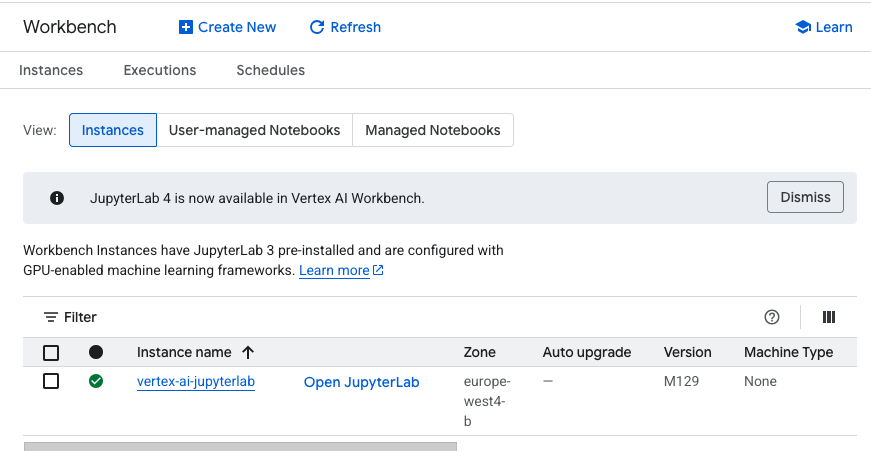 Workbench Create New Refresh Learn
Instances Executions Schedules
View: Instances User-managed Notebooks Managed Notebooks
JupyterLab 4 is now available in Vertex AI Workbench. Dismiss
Workbench Instances have JupyterLab 3 pre-installed and are configured with
GPU-enabled machine learning frameworks. Learn more
Filter
Instance name Zone Auto upgrade Version Machine Type
vertex-ai-jupyterlab Open JupyterLab europe- — M129 None
west4-
b